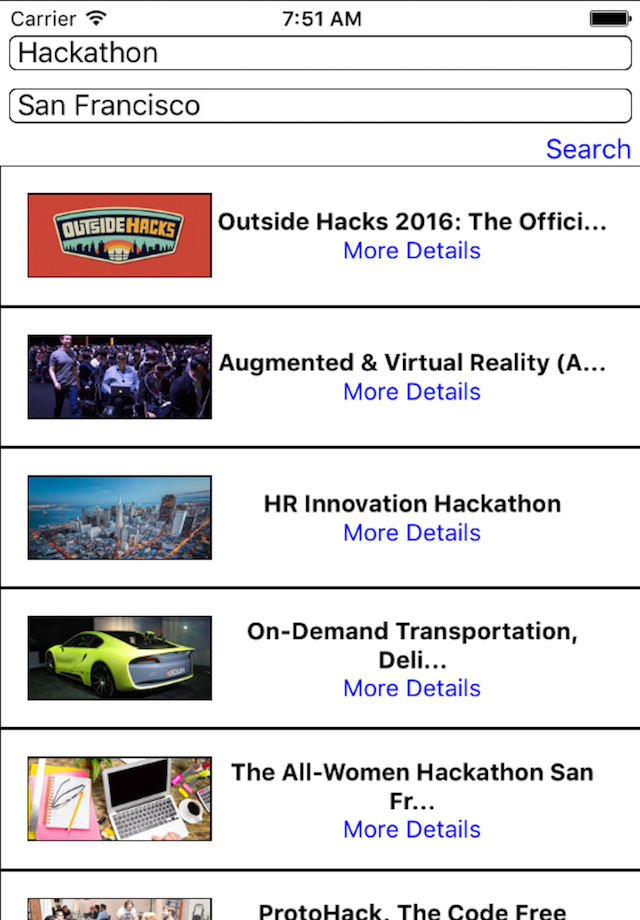 Carrier 7:51 AM
Hackathon
San Francisco
Search
OUTSIDE HACKS
Outside Hacks 2016: The Offici...
More Details
Augmented & Virtual Reality (A...
More Details
HR Innovation Hackathon
More Details
On-Demand Transportation,
Deli...
More Details
The All-Women Hackathon San
Fr...
More Details
ProtoHack, The Code Free